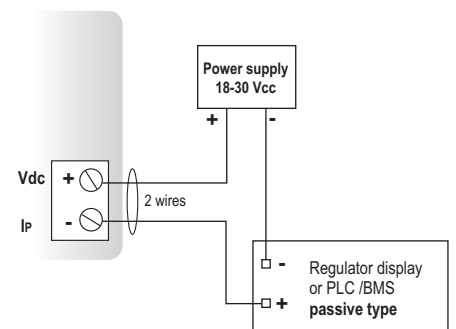 Power supply
18-30 Vcc
+ -
Vdc + 
2 wires
IP -
- Regulator display
or PLC /BMS
+ passive type